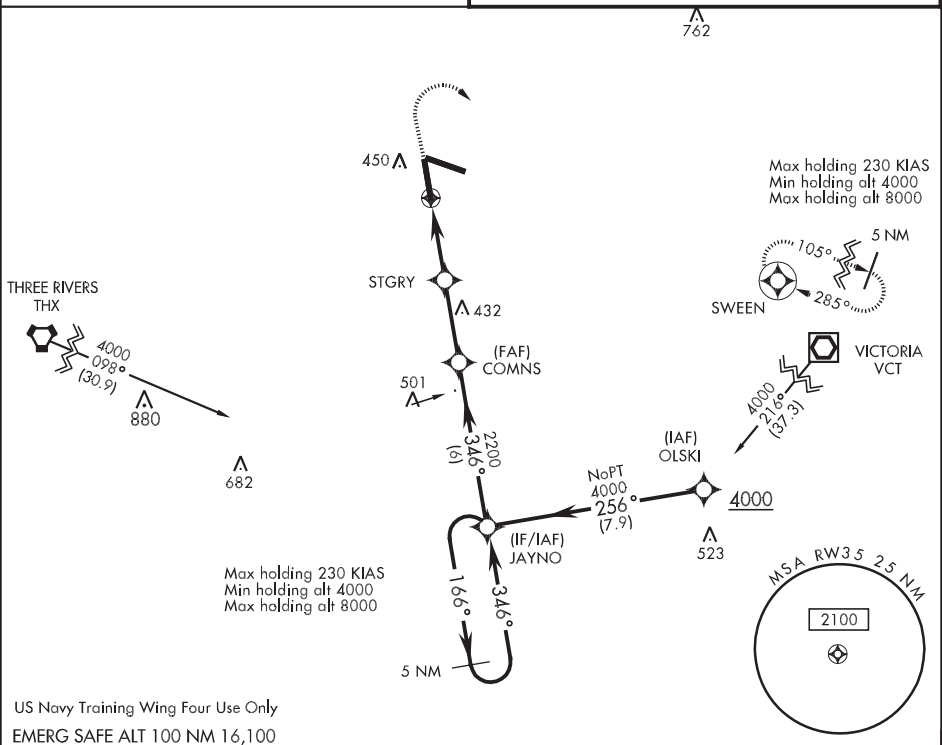 762
450
Max holding 230 KIAS
Min holding alt 4000
Max holding alt 8000
5 NM
105°
285°
SWEEN
STGRY
432
THREE RIVERS
THX
4000
098°
(30.9)
880
682
(FAF)
COMNS
501
VICTORIA
VCT
4000
216°
(37.3)
2200
346°
(6)
(IAF)
OLSKI
4000
NoPT
4000
256°
(7.9)
523
(IF/IAF)
JAYNO
Max holding 230 KIAS
Min holding alt 4000
Max holding alt 8000
166°
346°
5 NM
MSA RW35 25 NM
2100
US Navy Training Wing Four Use Only
EMERG SAFE ALT 100 NM 16,100